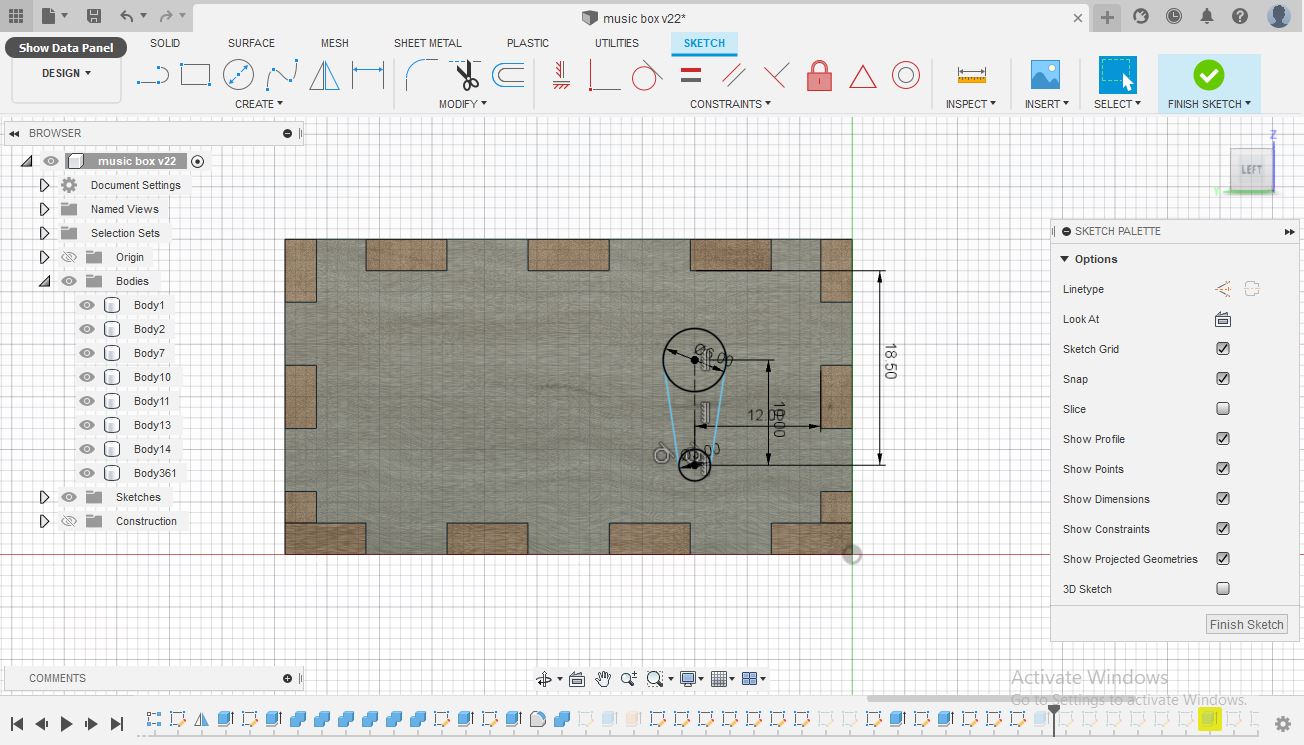 music box v22*
Show Data Panel
SOLID SURFACE MESH SHEET METAL PLASTIC UTILITIES SKETCH
DESIGN
CREATE MODIFY CONSTRAINTS INSPECT INSERT SELECT FINISH SKETCH
BROWSER
music box v22
Document Settings
Named Views
Selection Sets
Origin
Bodies
Body1
Body2
Body7
Body10
Body11
Body13
Body14
Body361
Sketches
Construction
Z
LEFT
Y
18.50
12.00
SKETCH PALETTE
Options
Linetype
Look At
Sketch Grid
Snap
Slice
Show Profile
Show Points
Show Dimensions
Show Constraints
Show Projected Geometries
3D Sketch
Finish Sketch
COMMENTS
Activate Windows
Go to Settings to activate Windows.